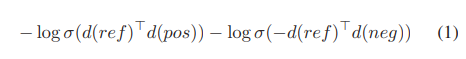 − log σ(d(ref)⊤d(pos)) − log σ(−d(ref)⊤d(neg)) (1)